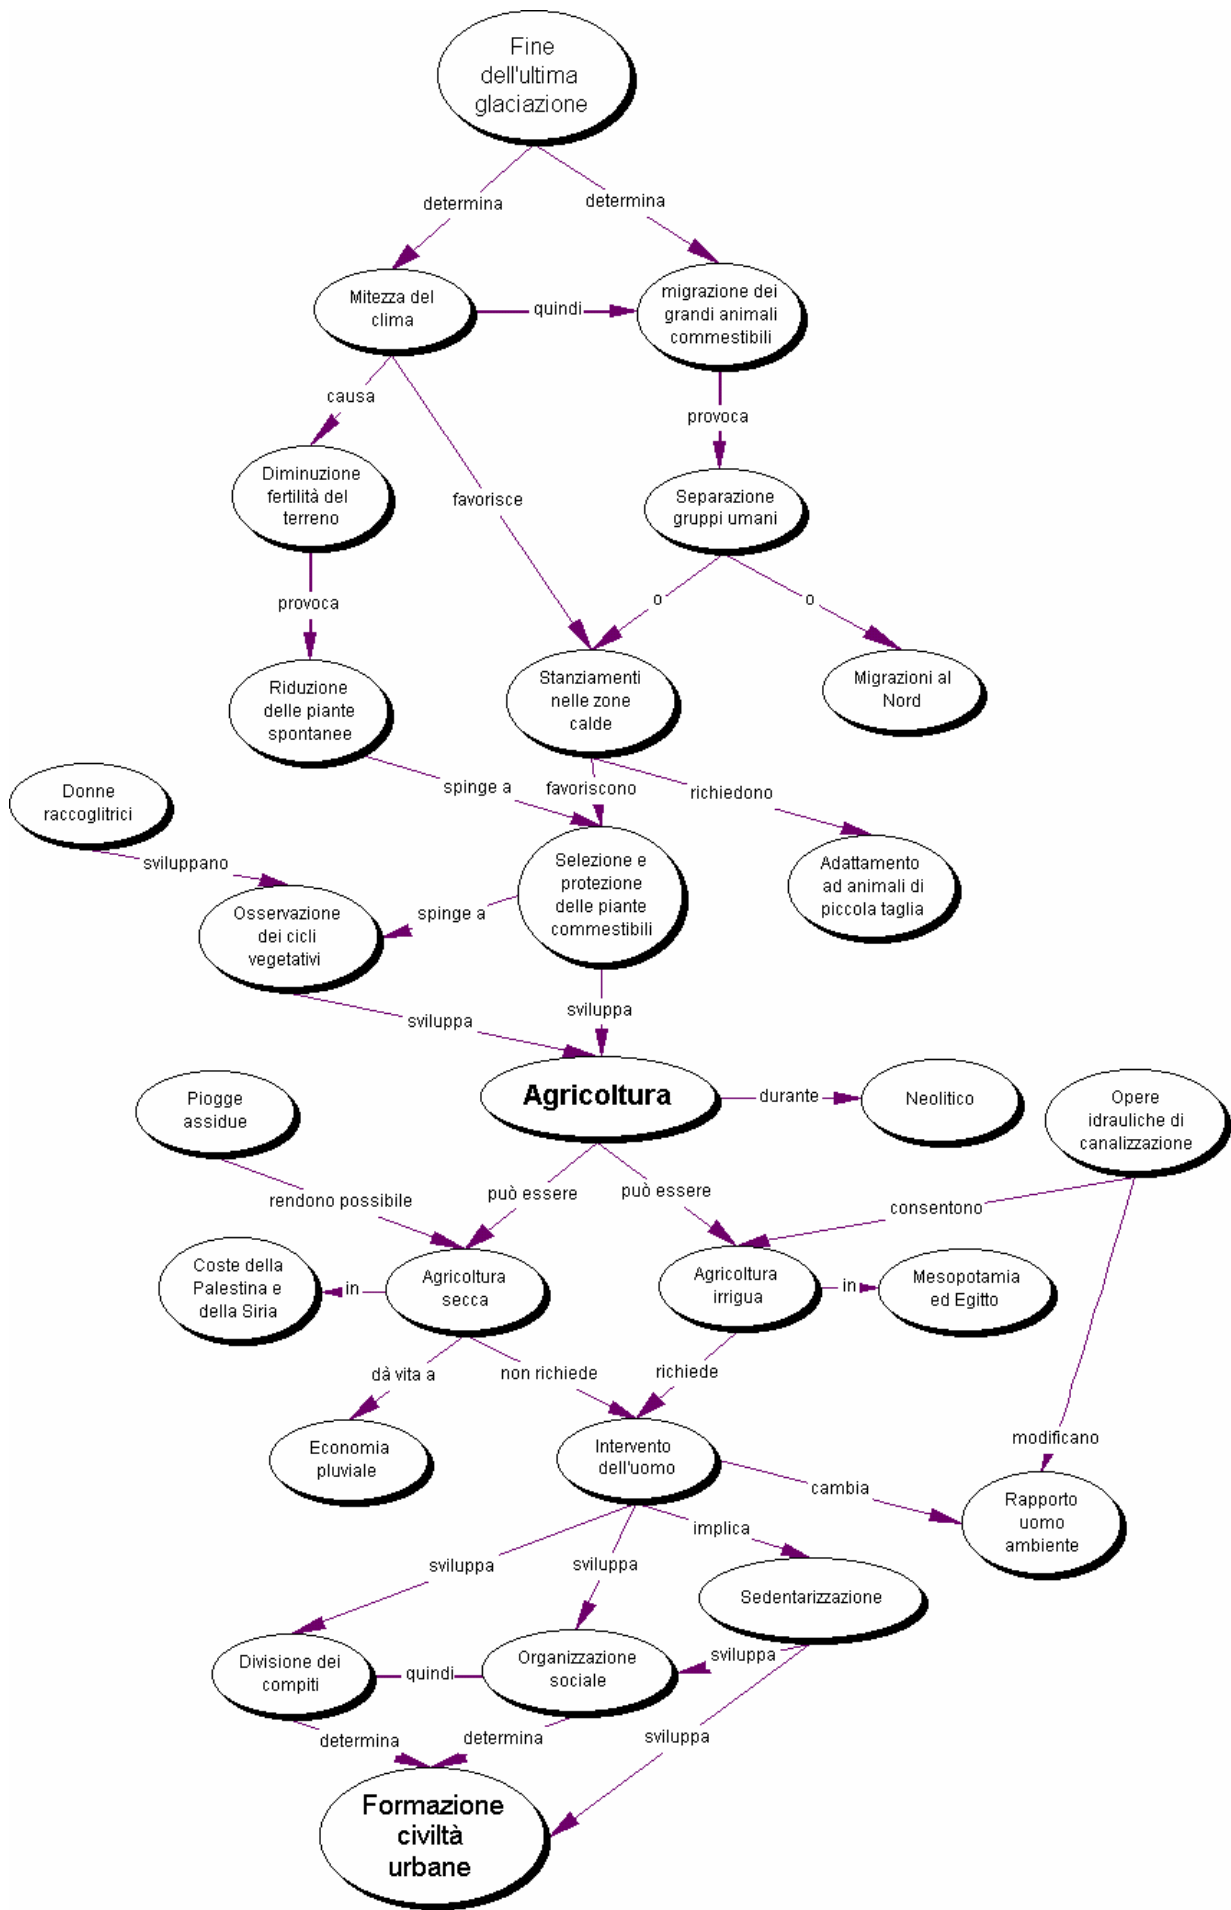 Fine
dell'ultima
glaciazione
determina
determina
Mitezza del
clima
quindi
migrazione dei
grandi animali
commestibili
causa
provoca
Diminuzione
fertilità del
terreno
favorisce
Separazione
gruppi umani
provoca
o
o
Riduzione
delle piante
spontanee
Stanziamenti
nelle zone
calde
Migrazioni al
Nord
Donne
raccoglitrici
spinge a
favoriscono
richiedono
sviluppano
Selezione e
protezione
delle piante
commestibili
Adattamento
ad animali di
piccola taglia
Osservazione
dei cicli
vegetativi
spinge a
sviluppa
sviluppa
Piogge
assidue
Agricoltura
durante
Neolitico
Opere
idrauliche di
canalizzazione
rendono possibile
può essere
può essere
consentono
Coste della
Palestina e
della Siria
in
Agricoltura
secca
Agricoltura
irrigua
in
Mesopotamia
ed Egitto
dà vita a
non richiede
richiede
Economia
pluviale
Intervento
dell'uomo
modificano
cambia
Rapporto
uomo
ambiente
sviluppa
sviluppa
implica
Sedentarizzazione
Divisione dei
compiti
quindi
Organizzazione
sociale
sviluppa
determina
determina
sviluppa
Formazione
civiltà
urbane